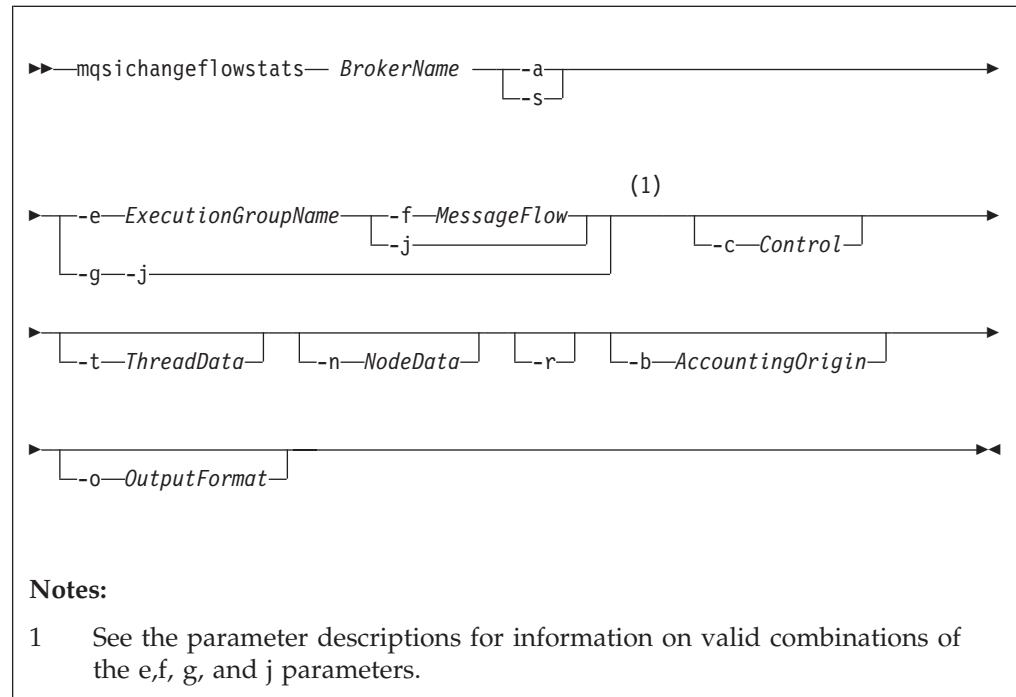 mqsichangeflowstats BrokerName -a
-s
(1)
-e ExecutionGroupName -f MessageFlow
-j -c Control
-g -j
-t ThreadData -n NodeData -r -b AccountingOrigin
-o OutputFormat
Notes:
1 See the parameter descriptions for information on valid combinations of
the e,f, g, and j parameters.